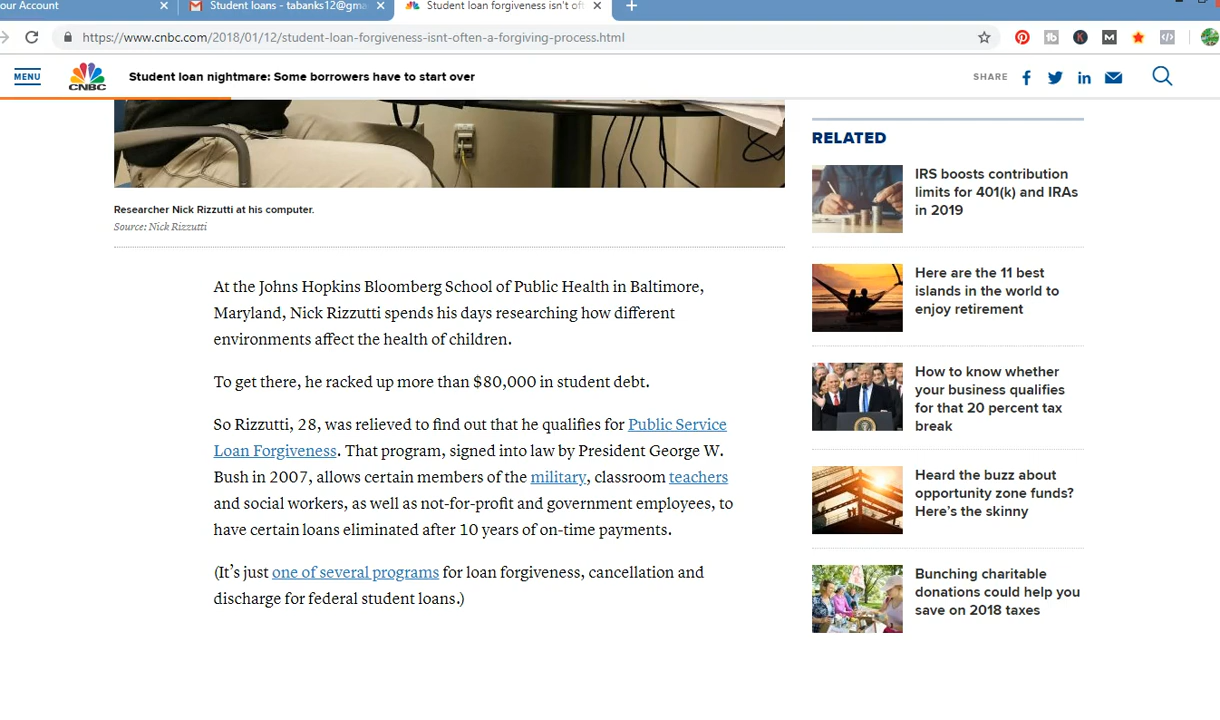 our Account
Student loans - tabanks12@gma
Student loan forgiveness isn't oft
https://www.cnbc.com/2018/01/12/student-loan-forgiveness-isnt-often-a-forgiving-process.html
MENU
CNBC
Student loan nightmare: Some borrowers have to start over
SHARE
Researcher Nick Rizzutti at his computer.
Source: Nick Rizzutti
At the Johns Hopkins Bloomberg School of Public Health in Baltimore,
Maryland, Nick Rizzutti spends his days researching how different
environments affect the health of children.
To get there, he racked up more than $80,000 in student debt.
So Rizzutti, 28, was relieved to find out that he qualifies for Public Service
Loan Forgiveness. That program, signed into law by President George W.
Bush in 2007, allows certain members of the military, classroom teachers
and social workers, as well as not-for-profit and government employees, to
have certain loans eliminated after 10 years of on-time payments.
(It's just one of several programs for loan forgiveness, cancellation and
discharge for federal student loans.)
RELATED
IRS boosts contribution
limits for 401(k) and IRAs
in 2019
Here are the 11 best
islands in the world to
enjoy retirement
How to know whether
your business qualifies
for that 20 percent tax
break
Heard the buzz about
opportunity zone funds?
Here's the skinny
Bunching charitable
donations could help you
save on 2018 taxes